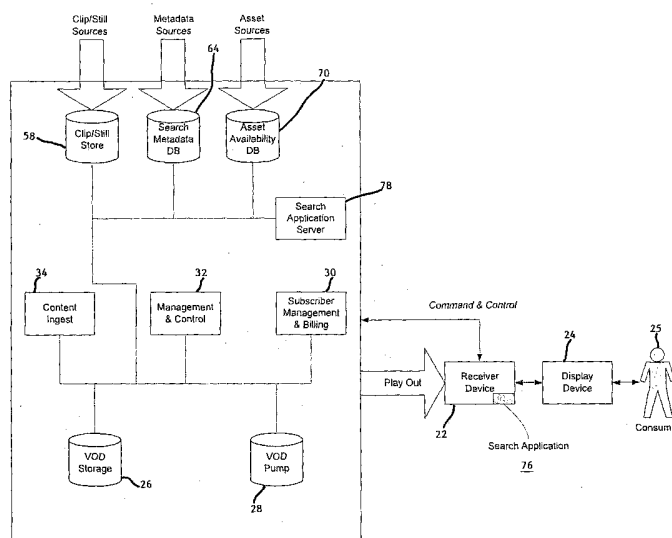 Clip/Still
Sources
Metadata
Sources
Asset
Sources
64
70
58
Clip/Still
Store
Search
Metadata
DB
Asset
Availability
DB
78
Search
Application
Server
34
32
30
Content
Ingest
Management
& Control
Subscriber
Management
& Billing
Command & Control
24
25
Play Out
Receiver
Device
Display
Device
22
Consum
Search Application
76
VOD
Storage
26
VOD
Pump
28